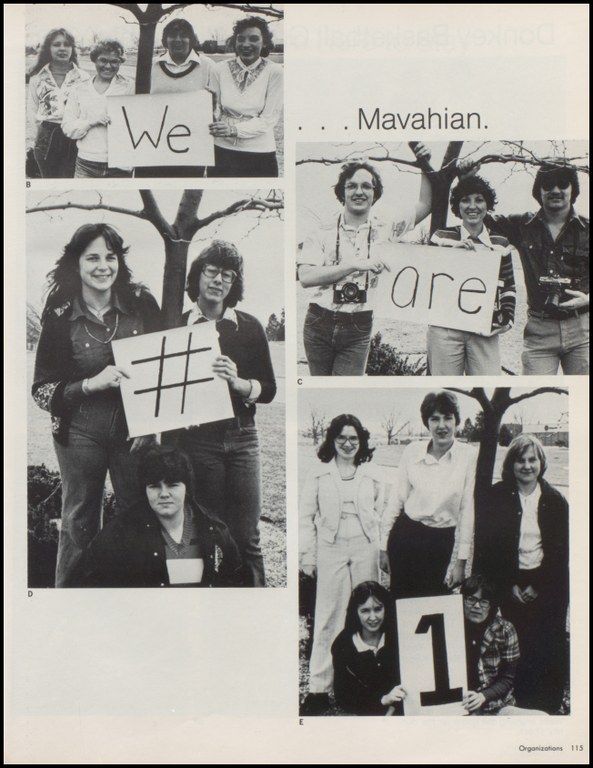 We
B
. . . Mavahian.
are
C
#
D
1
E
Organizations 115